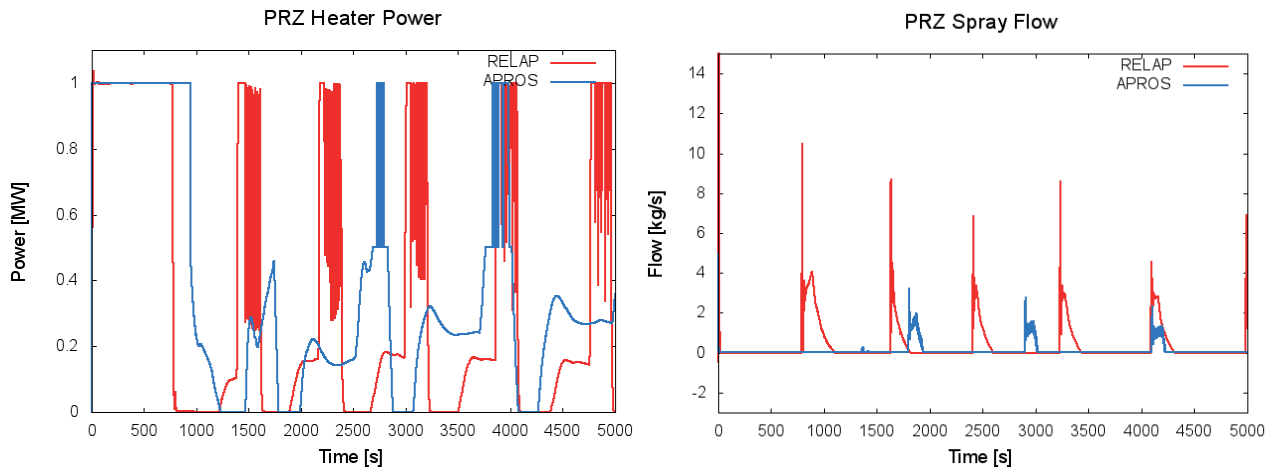 PRZ Heater Power
RELAP
APROS
1
0.8
0.6
0.4
0.2
0
Power [MW]
0 500 1000 1500 2000 2500 3000 3500 4000 4500 5000
Time [s]
PRZ Spray Flow
RELAP
APROS
14
12
10
8
6
4
2
0
-2
Flow [kg/s]
0 500 1000 1500 2000 2500 3000 3500 4000 4500 5000
Time [s]